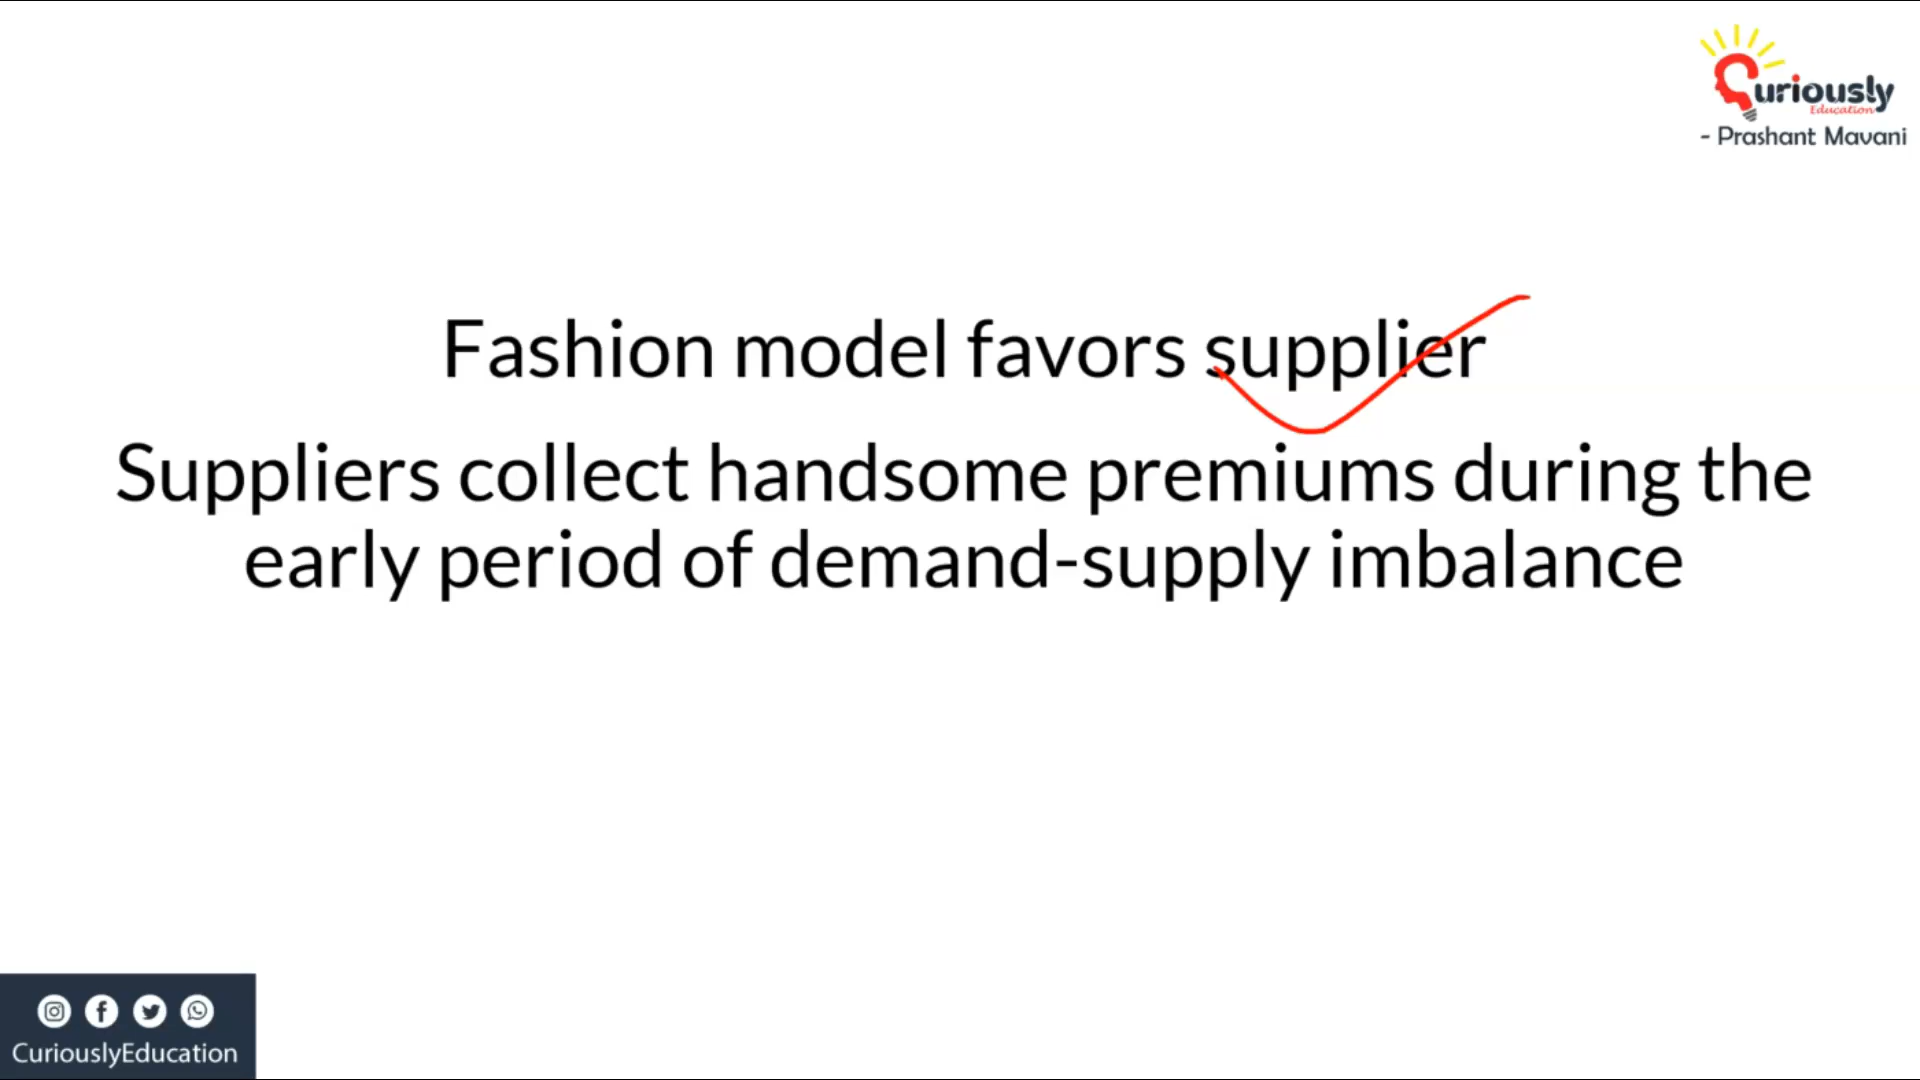 Curiously
Education
- Prashant Mavani
Fashion model favors supplier
Suppliers collect handsome premiums during the
early period of demand-supply imbalance
CuriouslyEducation